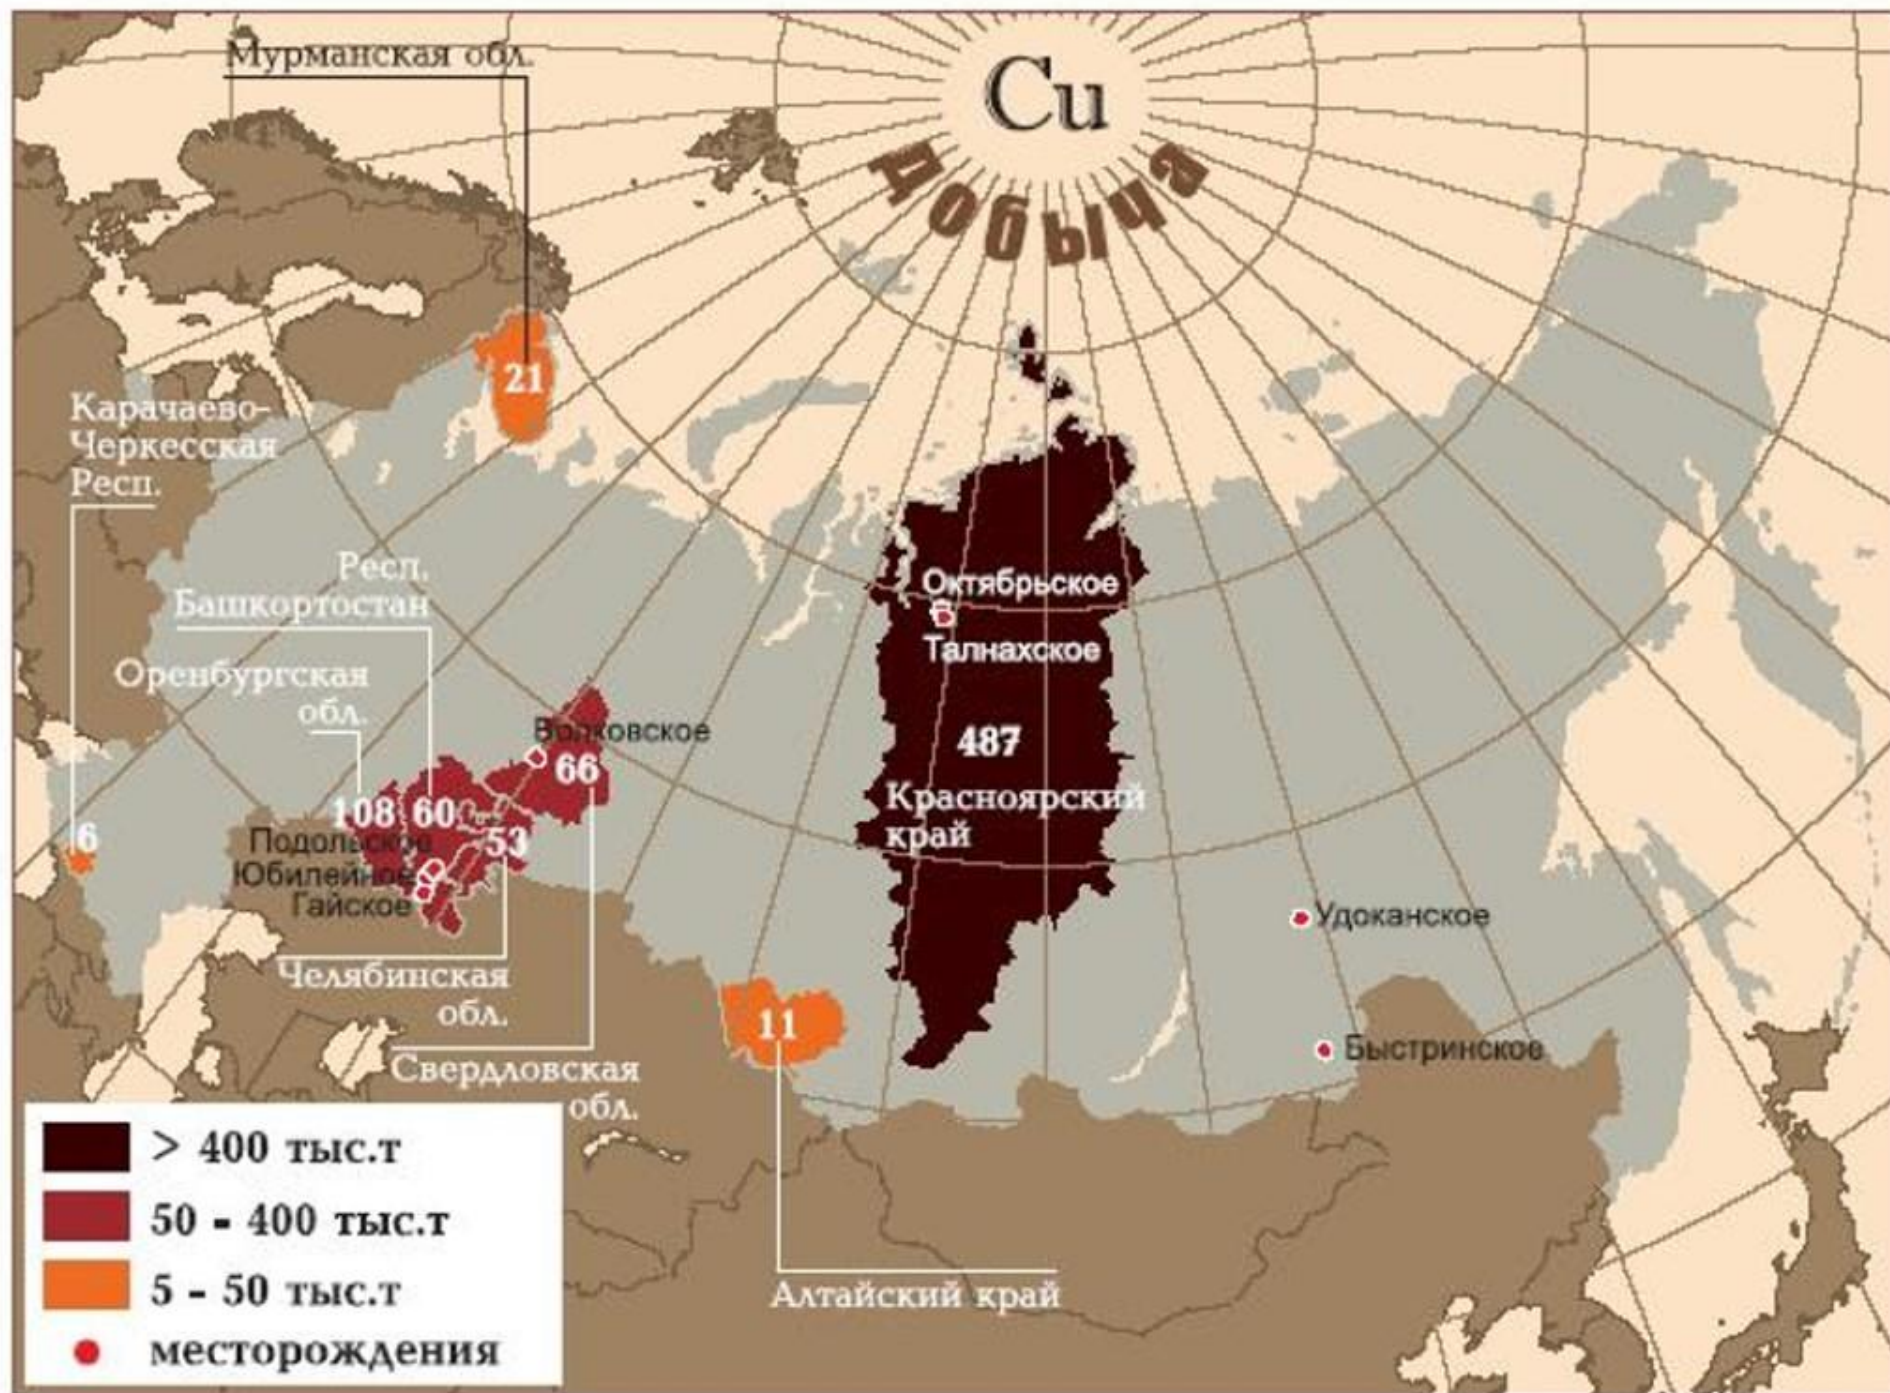 Мурманская обл.
Cu
добыча
21
Карачаево-
Черкесская
Респ.
Респ.
Башкортостан
Оренбургская
обл.
Октябрьское
Талнахское
487
Красноярский
край
Волковское
66
108
60
53
6
Подольское
Юбилейное
Гайское
Челябинская
обл.
Свердловская
обл.
11
Алтайский край
Удоканское
Быстринское
> 400 тыс.т
50 - 400 тыс.т
5 - 50 тыс.т
месторождения